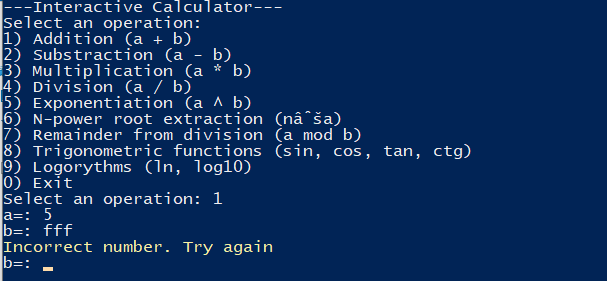 ---Interactive Calculator---
Select an operation:
1) Addition (a + b)
2) Substraction (a - b)
3) Multiplication (a * b)
4) Division (a / b)
5) Exponentiation (a ^ b)
6) N-power root extraction (nâˆša)
7) Remainder from division (a mod b)
8) Trigonometric functions (sin, cos, tan, ctg)
9) Logorythms (ln, log10)
0) Exit
Select an operation: 1
a=: 5
b=: fff
Incorrect number. Try again
b=: